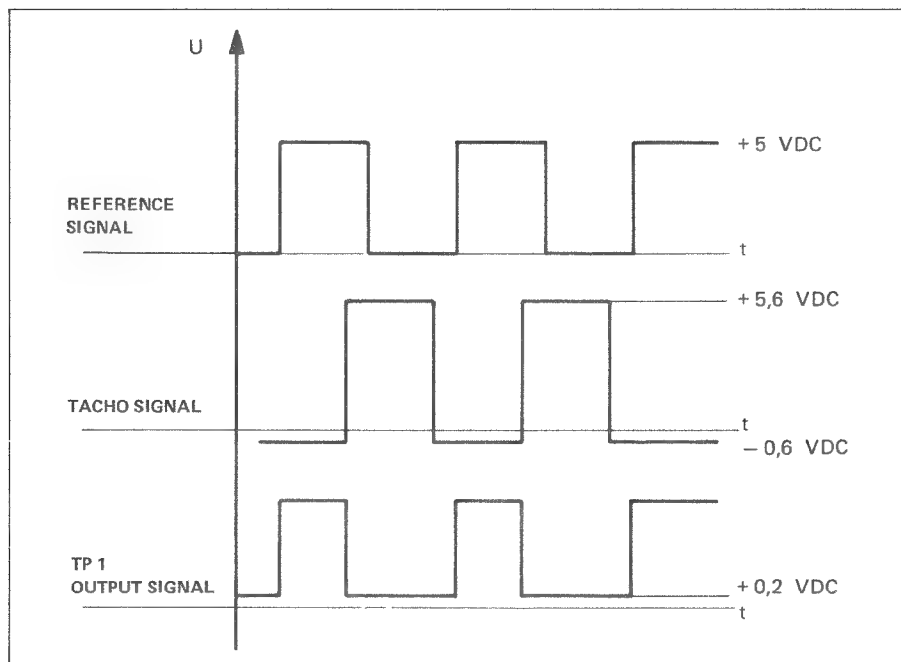 U
+ 5 VDC
REFERENCE
SIGNAL
t
+ 5,6 VDC
TACHO SIGNAL
t
− 0,6 VDC
TP 1
OUTPUT SIGNAL
+ 0,2 VDC
t